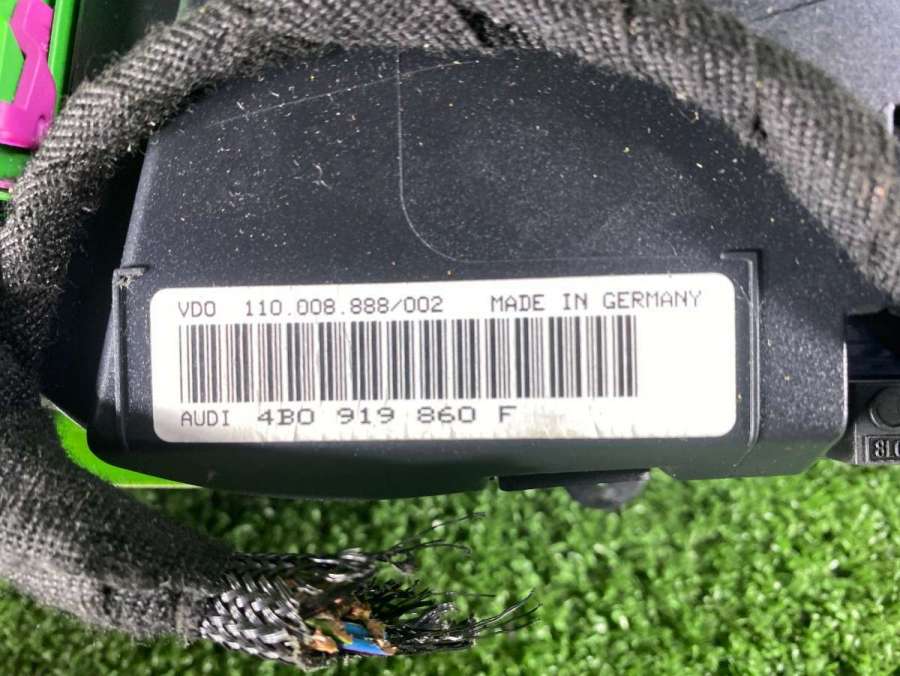 VDO 110.008.888/002 MADE IN GERMANY
AUDI 4B0 919 860 F